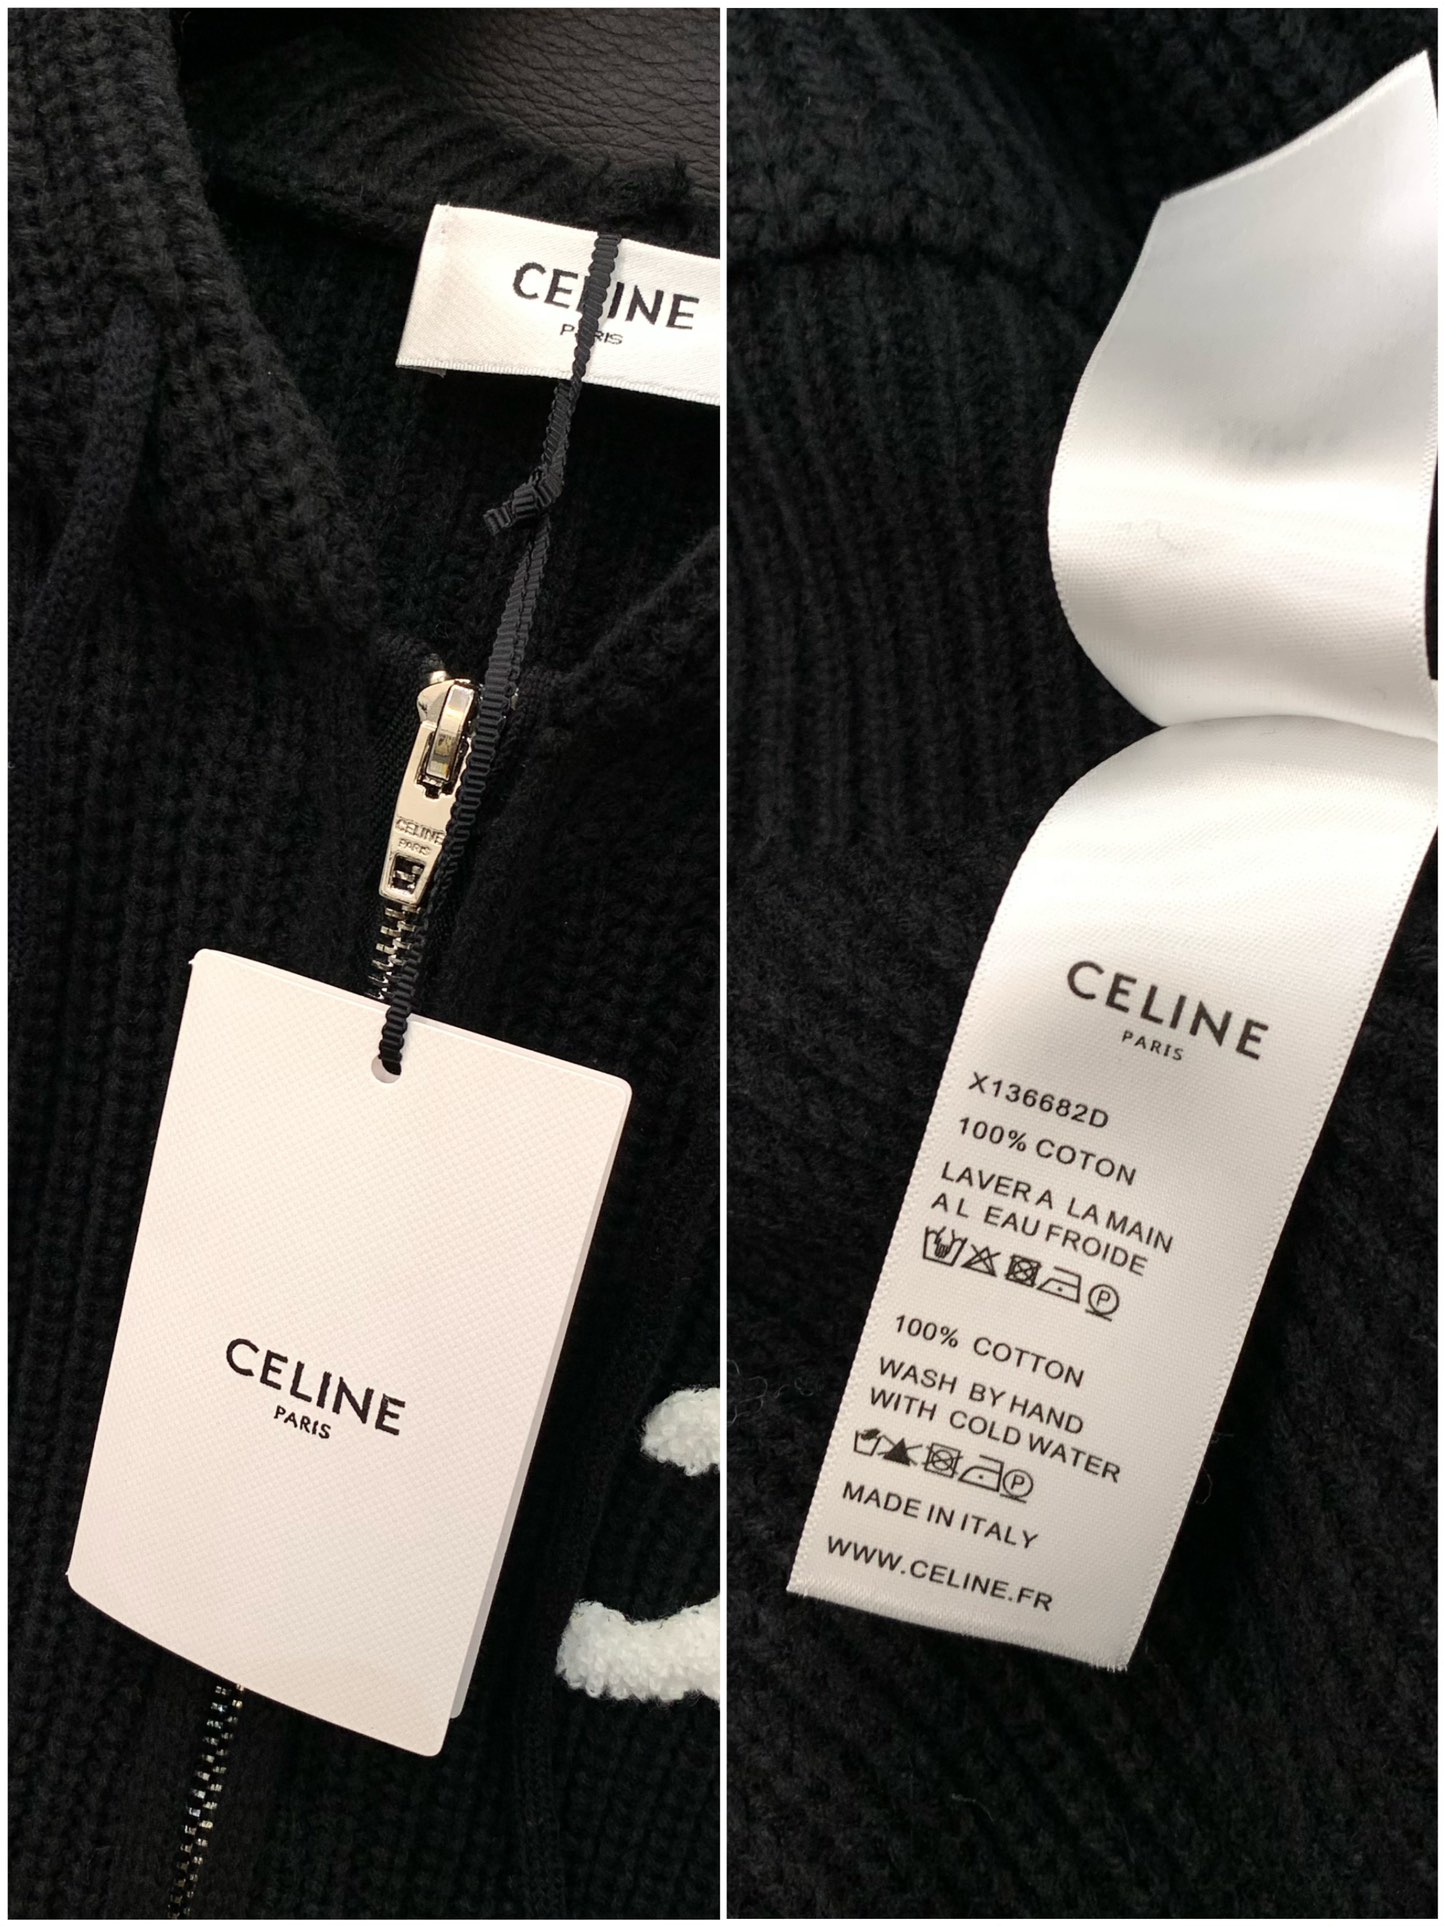 CELINE
PARIS
CELINE
PARIS
CELINE
PARIS
CELINE
PARIS
X136682D
100% COTON
LAVER A LA MAIN
A L EAU FROIDE
P
100% COTTON
WASH BY HAND
WITH COLD WATER
P
MADE IN ITALY
WWW.CELINE.FR